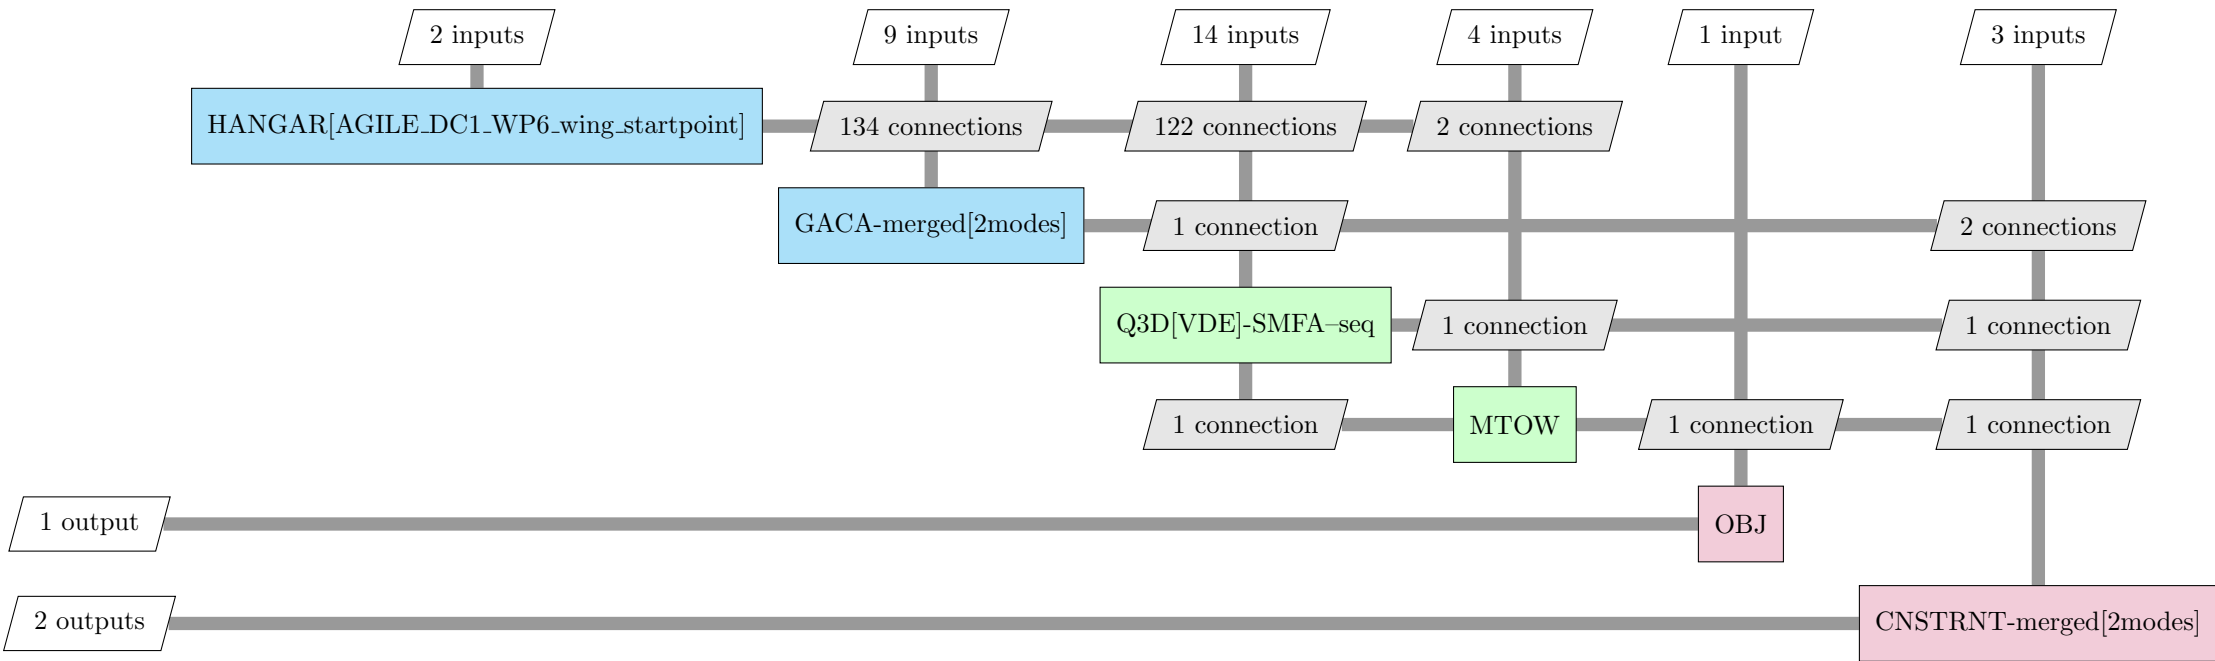 2 inputs
9 inputs
14 inputs
4 inputs
1 input
3 inputs
HANGAR[AGILE_DC1_WP6_wing_startpoint]
134 connections
122 connections
2 connections
GACA-merged[2modes]
1 connection
2 connections
Q3D[VDE]-SMFA–seq
1 connection
1 connection
1 connection
MTOW
1 connection
1 connection
1 output
OBJ
2 outputs
CNSTRNT-merged[2modes]